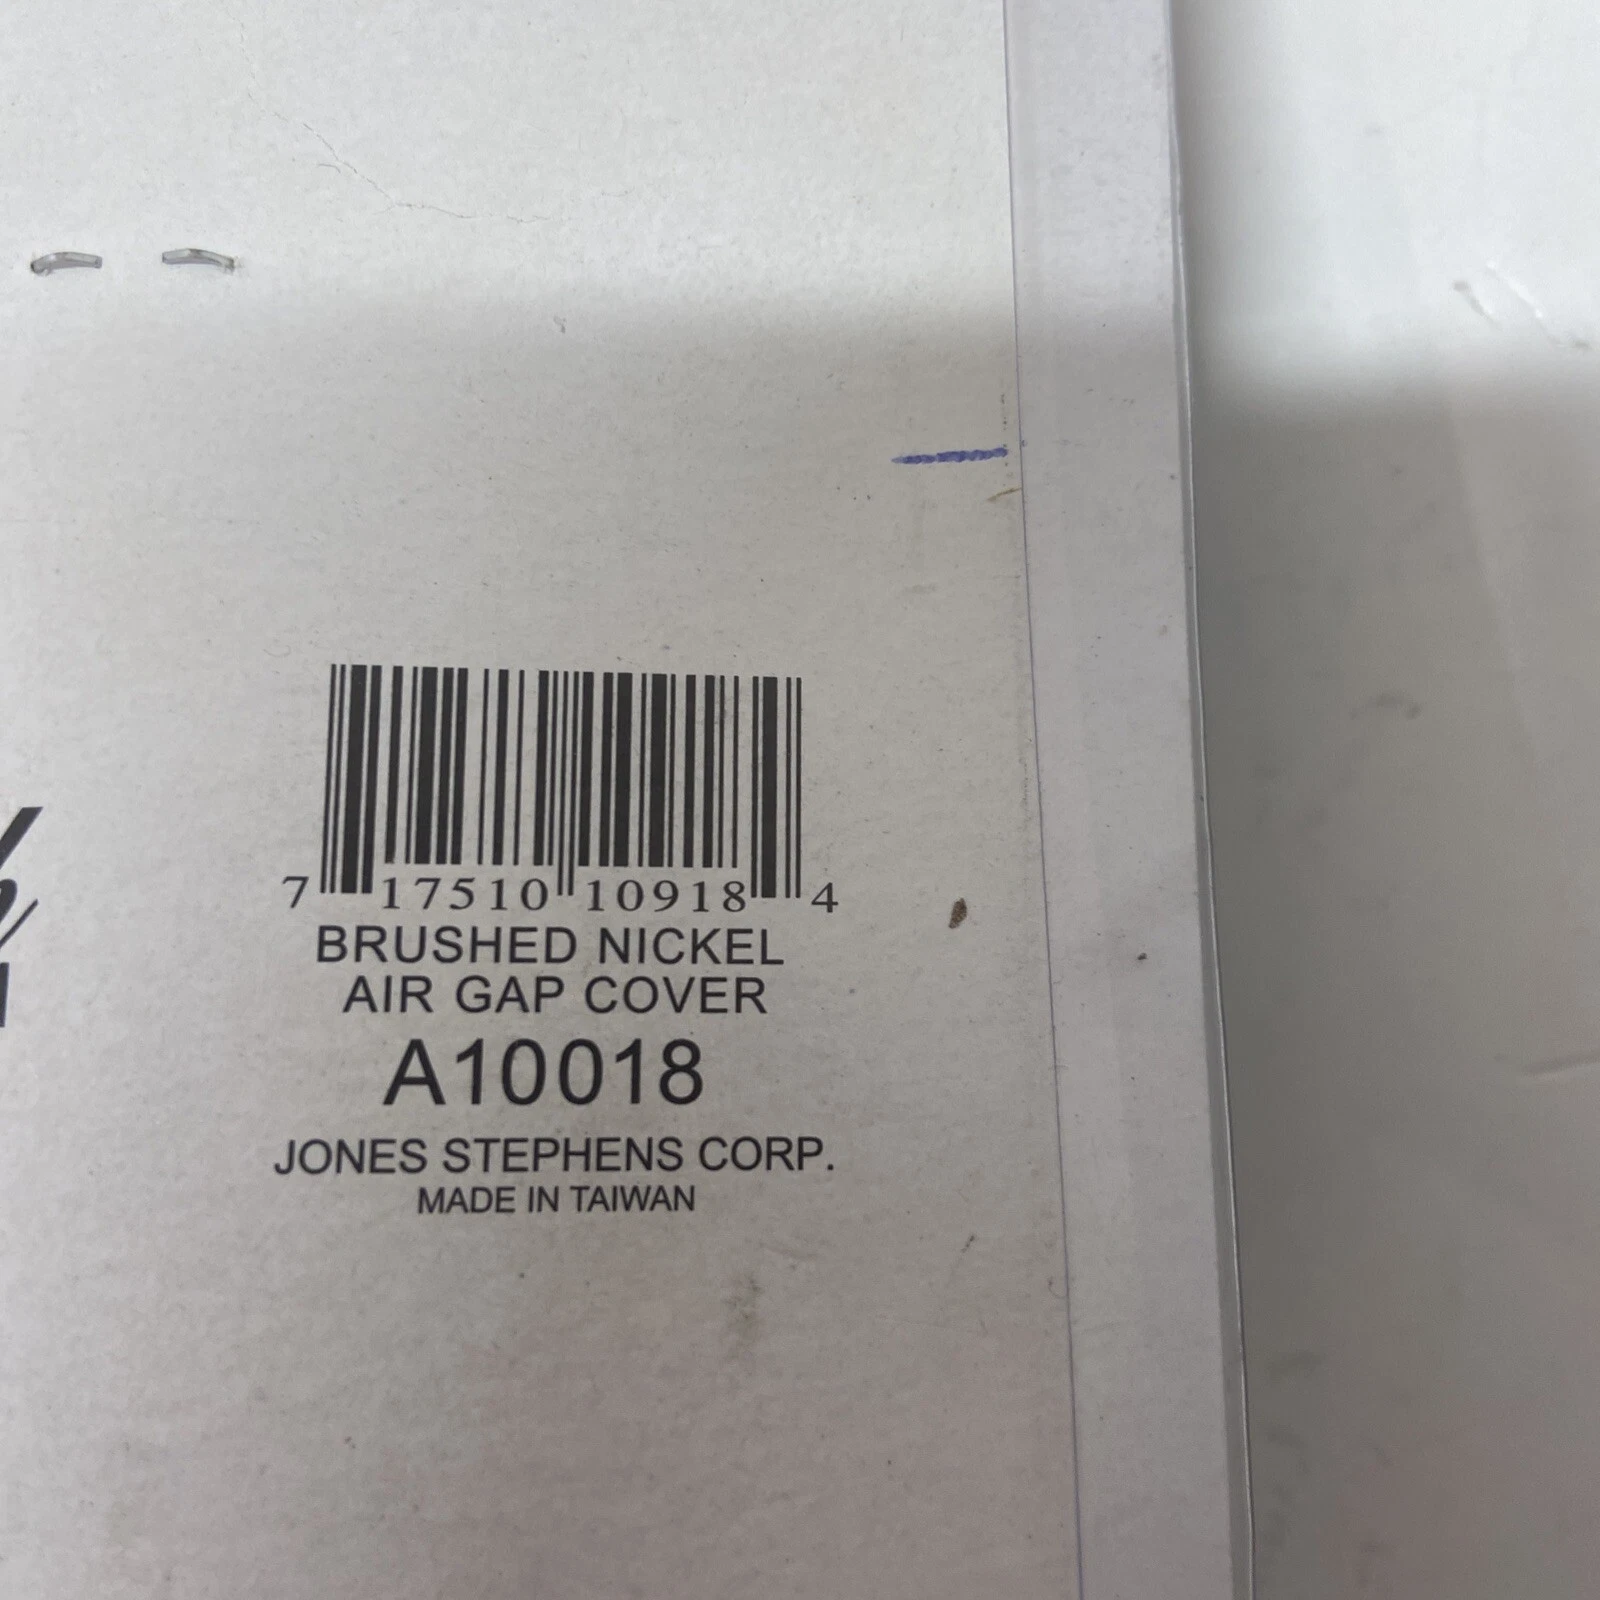 7 17510 10918 4
BRUSHED NICKEL
AIR GAP COVER
A10018
JONES STEPHENS CORP.
MADE IN TAIWAN